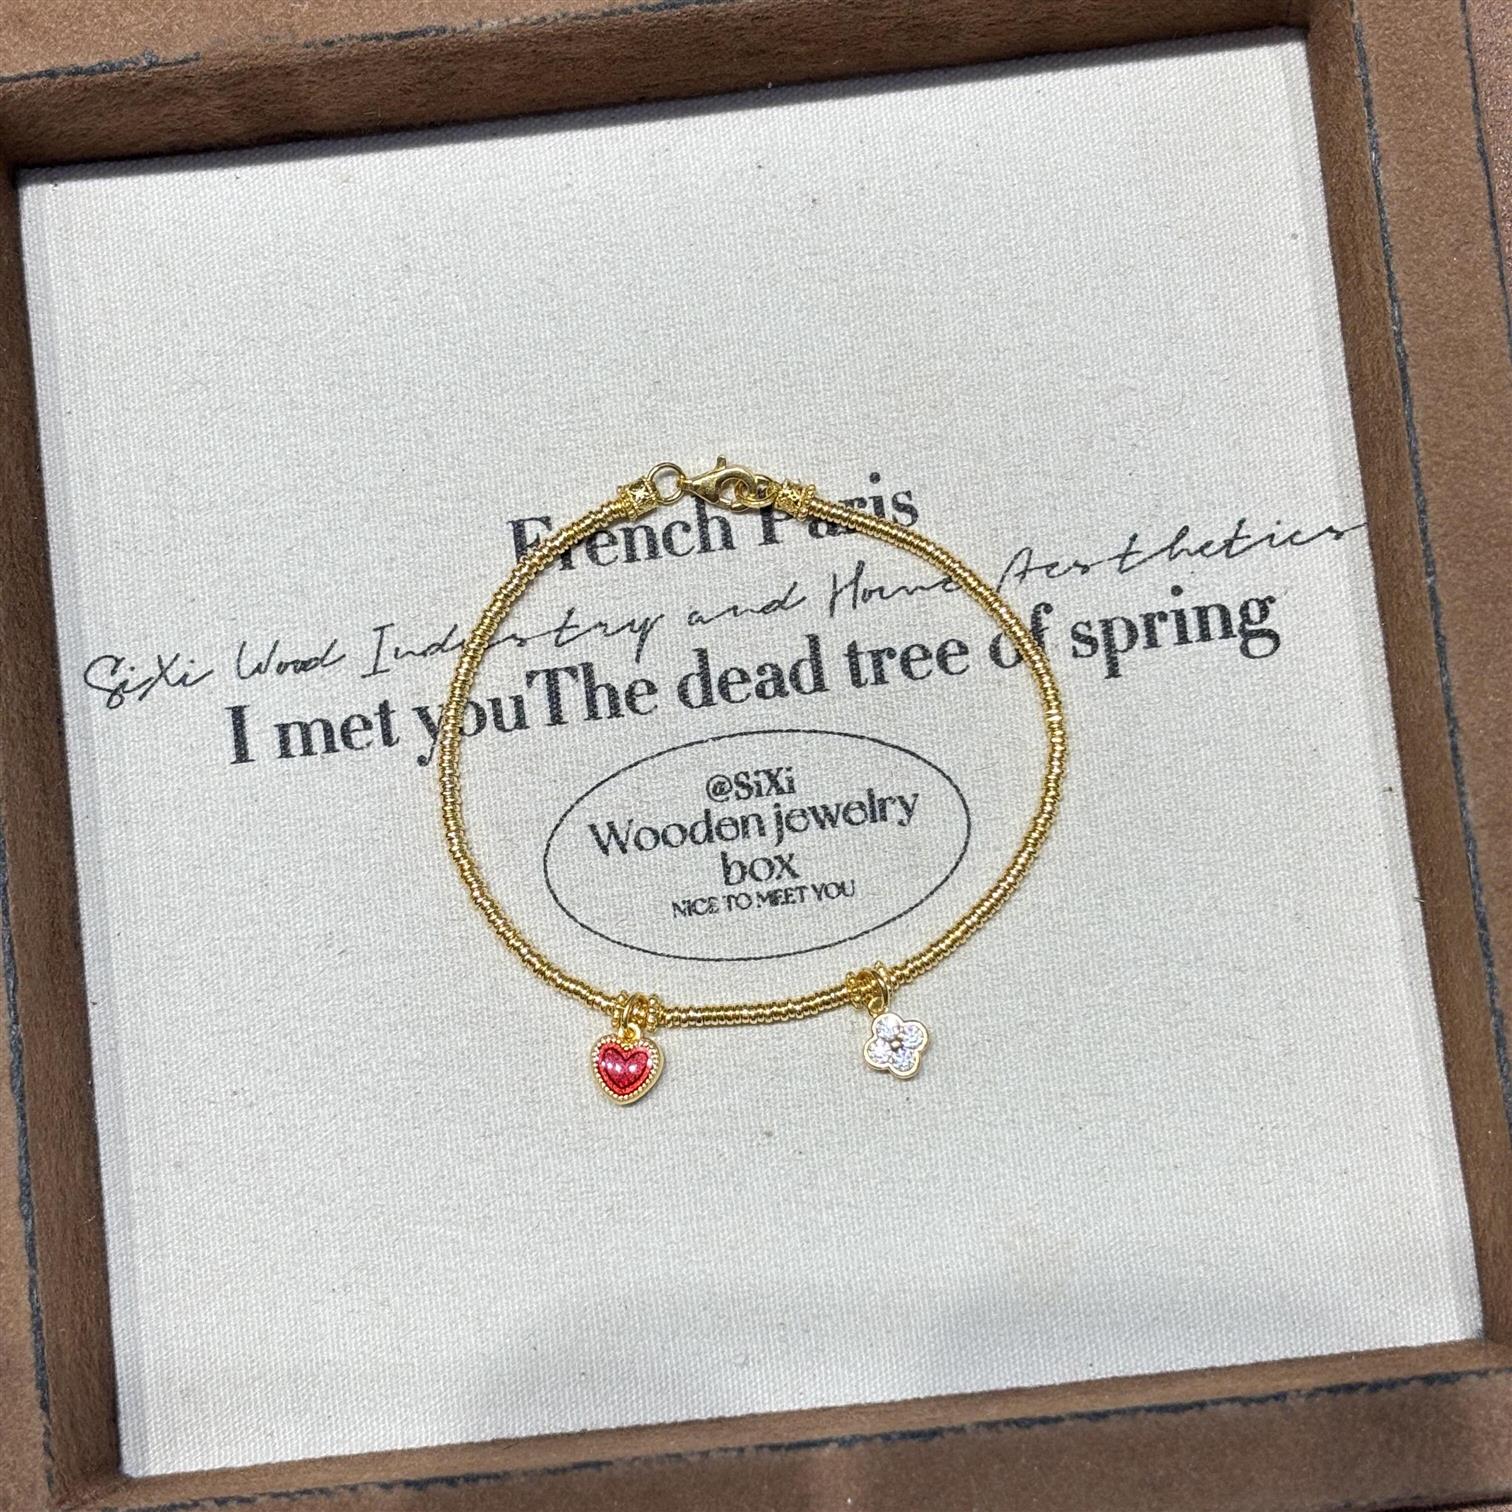 French Paris
SiXi Wood Industry and Home Aesthetics
I met youThe dead tree of spring
@SiXi
Wooden jewelry
box
NICE TO MEET YOU